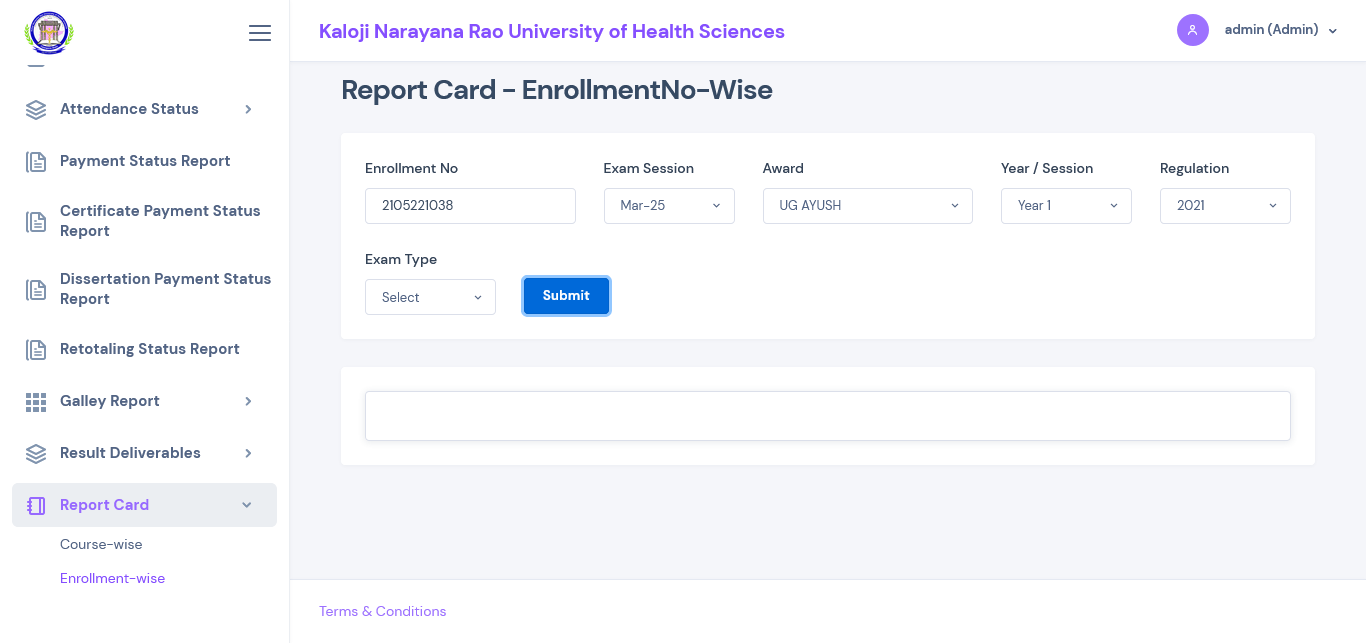 Kaloji Narayana Rao University of Health Sciences
admin (Admin)
Attendance Status
Payment Status Report
Certificate Payment Status
Report
Dissertation Payment Status
Report
Retotaling Status Report
Galley Report
Result Deliverables
Report Card
Course-wise
Enrollment-wise
Report Card - EnrollmentNo-Wise
Enrollment No
Exam Session
Award
Year / Session
Regulation
2105221038
Mar-25
UG AYUSH
Year 1
2021
Exam Type
Select
Submit
Terms & Conditions